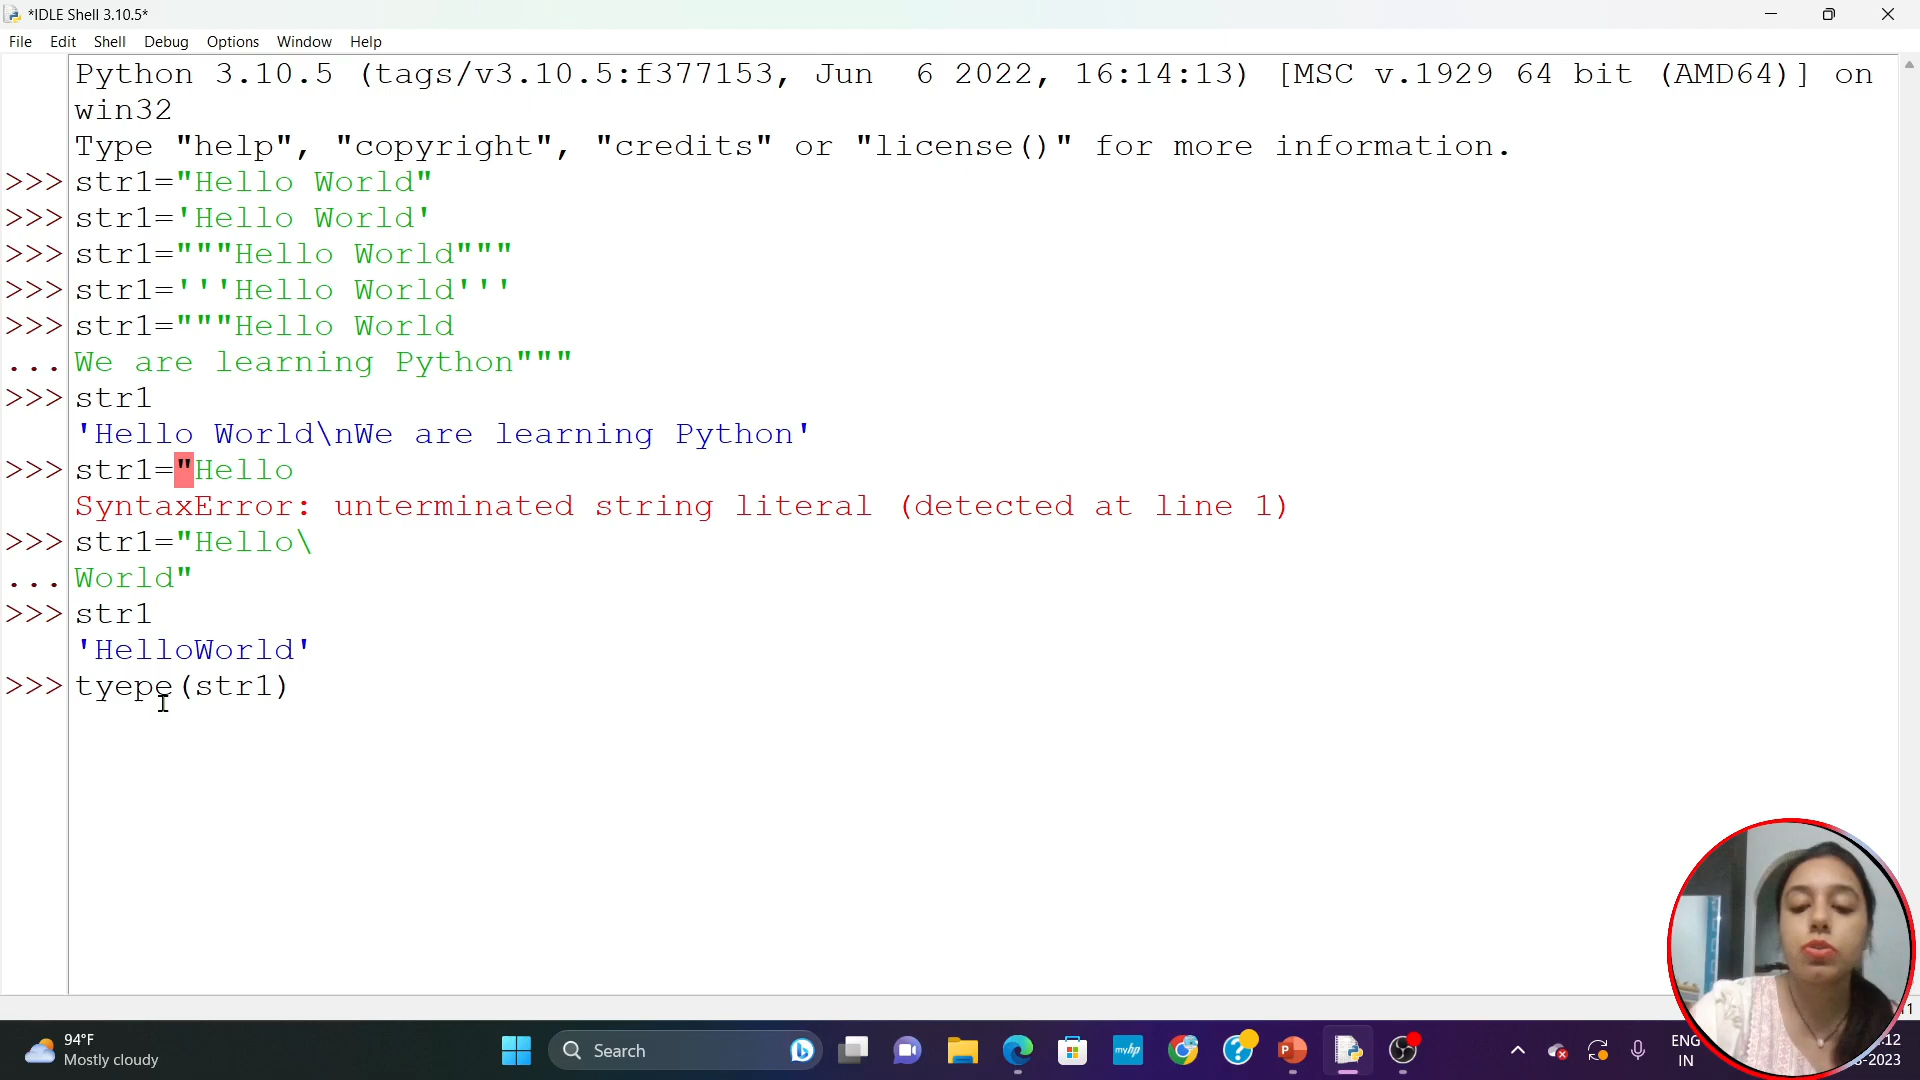 *IDLE Shell 3.10.5*
File Edit Shell Debug Options Window Help
Python 3.10.5 (tags/v3.10.5:f377153, Jun  6 2022, 16:14:13) [MSC v.1929 64 bit (AMD64)] on
win32
Type "help", "copyright", "credits" or "license()" for more information.
>>> str1="Hello World"
>>> str1='Hello World'
>>> str1="""Hello World"""
>>> str1='''Hello World'''
>>> str1="""Hello World
... We are learning Python"""
>>> str1
'Hello World\nWe are learning Python'
>>> str1="Hello
SyntaxError: unterminated string literal (detected at line 1)
>>> str1="Hello\
... World"
>>> str1
'HelloWorld'
>>> tyepe(str1)
94°F
Mostly cloudy
Search
myhp
ENG
IN
-2023